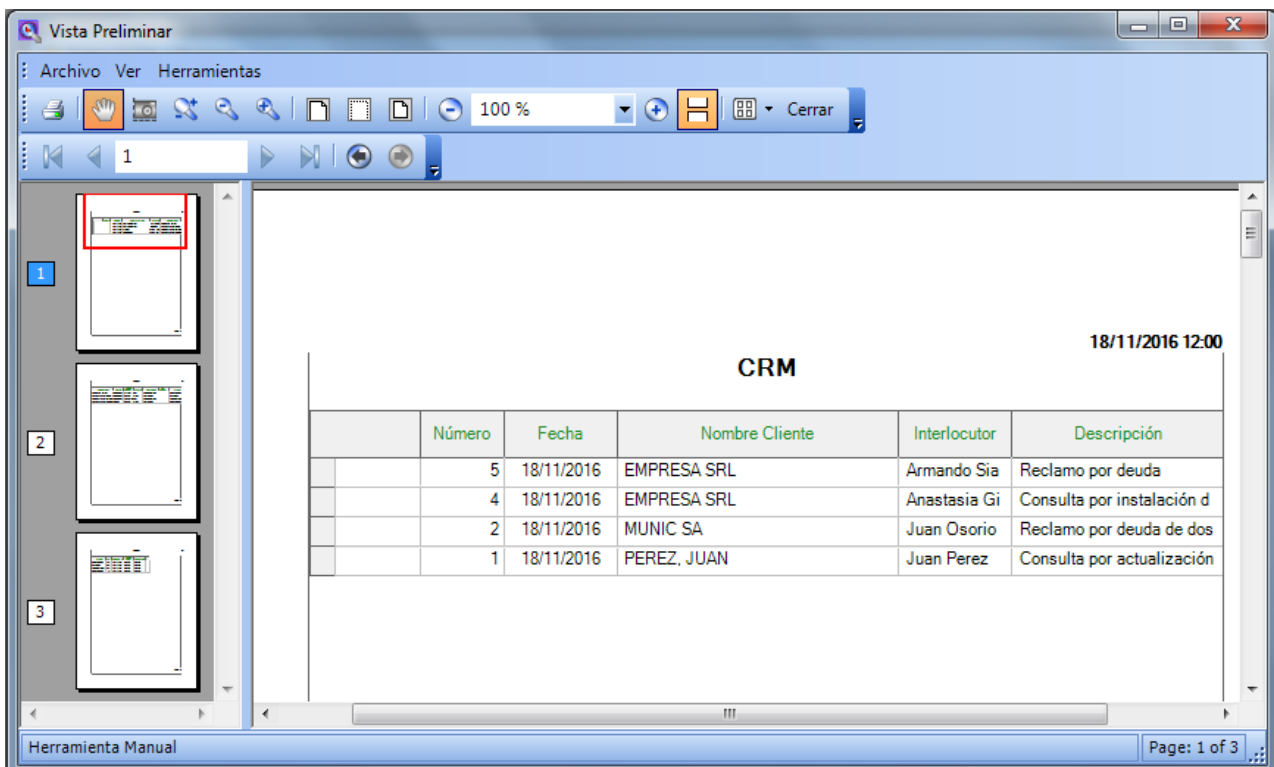 Vista Preliminar
Archivo Ver Herramientas
100 % Cerrar
1
1
2
3
18/11/2016 12:00
CRM
Número Fecha Nombre Cliente Interlocutor Descripción
5 18/11/2016 EMPRESA SRL Armando Sia Reclamo por deuda
4 18/11/2016 EMPRESA SRL Anastasia Gi Consulta por instalación d
2 18/11/2016 MUNIC SA Juan Osorio Reclamo por deuda de dos
1 18/11/2016 PEREZ, JUAN Juan Perez Consulta por actualización
Herramienta Manual Page: 1 of 3